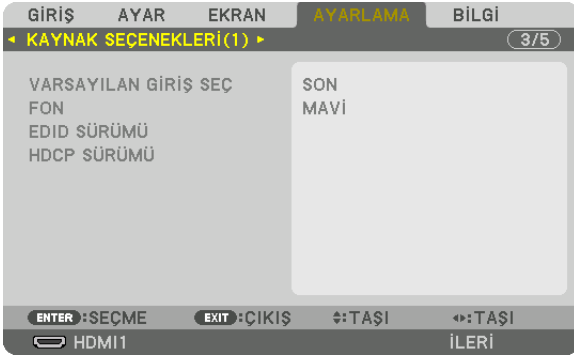 GİRİŞ AYAR EKRAN AYARLAMA BİLGİ
◂ KAYNAK SEÇENEKLERİ(1) ▸ 3/5
VARSAYILAN GİRİŞ SEÇ SON
FON MAVİ
EDID SÜRÜMÜ
HDCP SÜRÜMÜ
ENTER :SEÇME EXIT :ÇIKIŞ ♦:TAŞI ◂▸:TAŞI
HDMI1 İLERİ